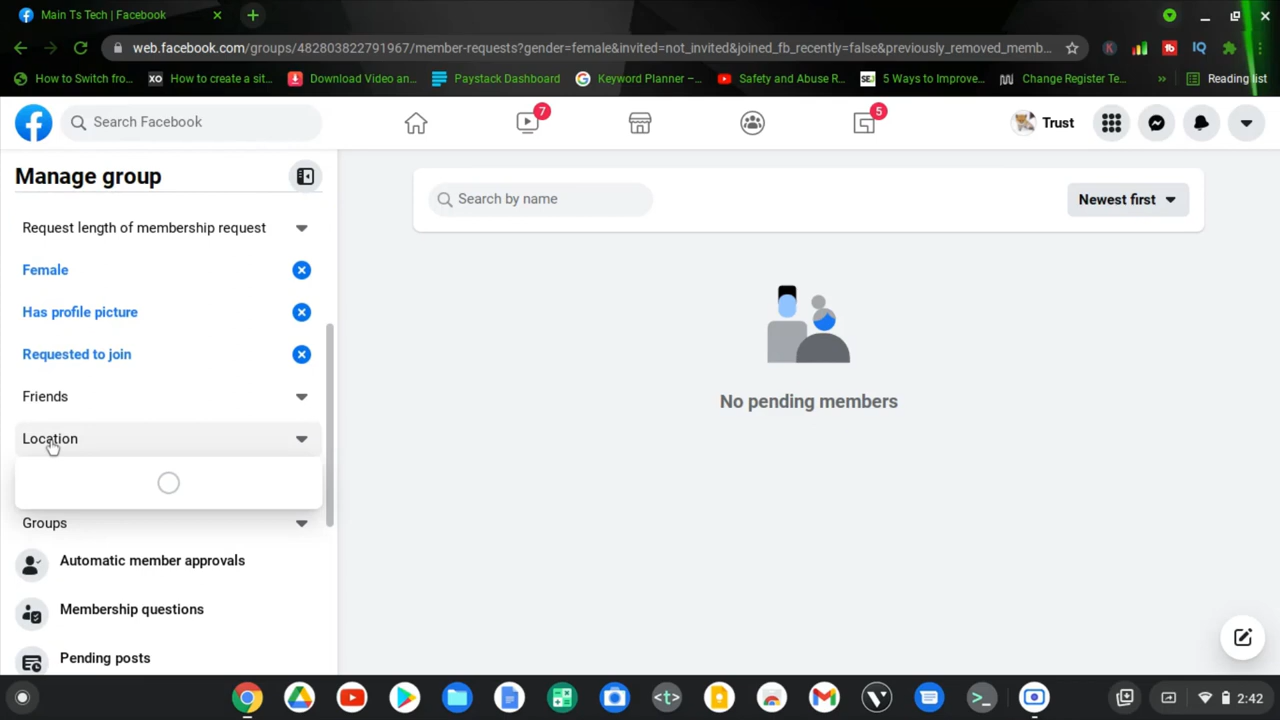 Main Ts Tech | Facebook
web.facebook.com/groups/482803822791967/member-requests?gender=female&invited=not_invited&joined_fb_recently=false&previously_removed_memb...
How to Switch fro...
XO How to create a sit...
Download Video an...
Paystack Dashboard
Keyword Planner –...
Safety and Abuse R...
SEJ 5 Ways to Improve...
Change Register Te...
»
Reading list
Search Facebook
7
5
Trust
Manage group
Request length of membership request
Female
Has profile picture
Requested to join
Friends
Location
Groups
Automatic member approvals
Membership questions
Pending posts
Search by name
Newest first
No pending members
2:42